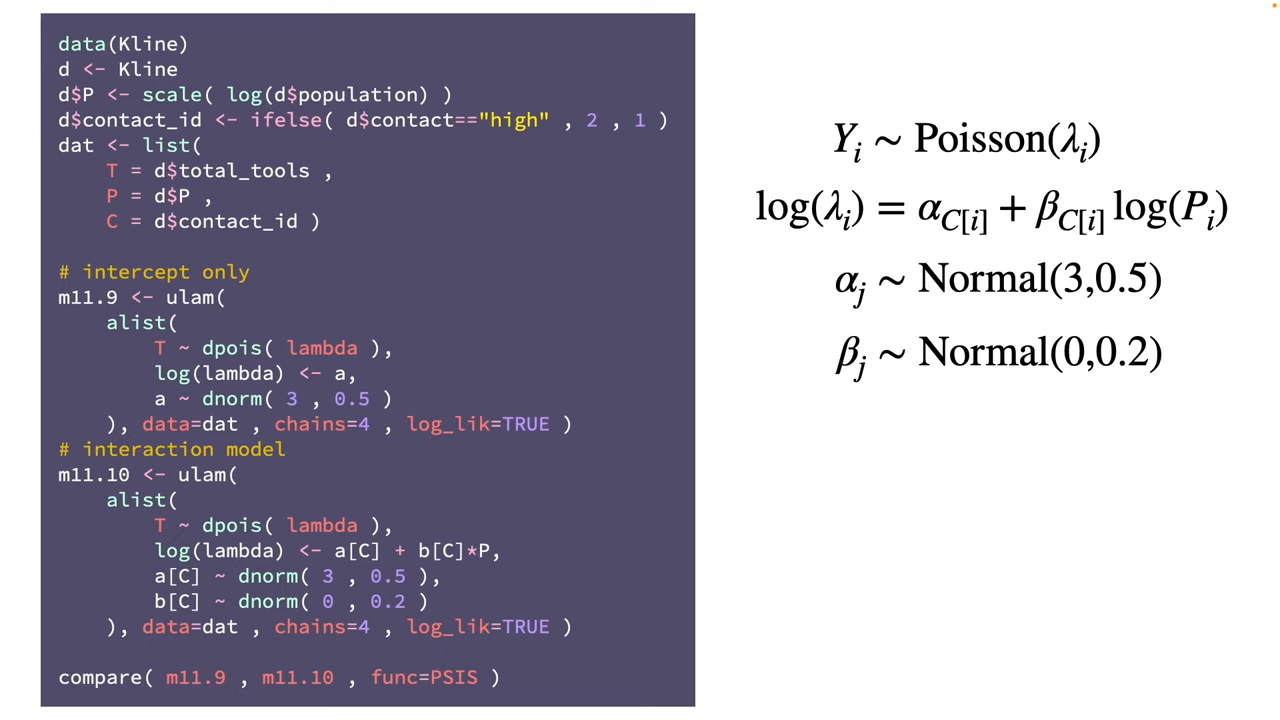 data(Kline)
d <- Kline
d$P <- scale( log(d$population) )
d$contact_id <- ifelse( d$contact=="high" , 2 , 1 )
dat <- list(
    T = d$total_tools ,
    P = d$P ,
    C = d$contact_id )

# intercept only
m11.9 <- ulam(
    alist(
        T ~ dpois( lambda ),
        log(lambda) <- a,
        a ~ dnorm( 3 , 0.5 )
    ), data=dat , chains=4 , log_lik=TRUE )
# interaction model
m11.10 <- ulam(
    alist(
        T ~ dpois( lambda ),
        log(lambda) <- a[C] + b[C]*P,
        a[C] ~ dnorm( 3 , 0.5 ),
        b[C] ~ dnorm( 0 , 0.2 )
    ), data=dat , chains=4 , log_lik=TRUE )

compare( m11.9 , m11.10 , func=PSIS )
Yᵢ ∼ Poisson(λᵢ)
log(λᵢ) = α_C[i] + β_C[i] log(Pᵢ)
αⱼ ∼ Normal(3,0.5)
βⱼ ∼ Normal(0,0.2)